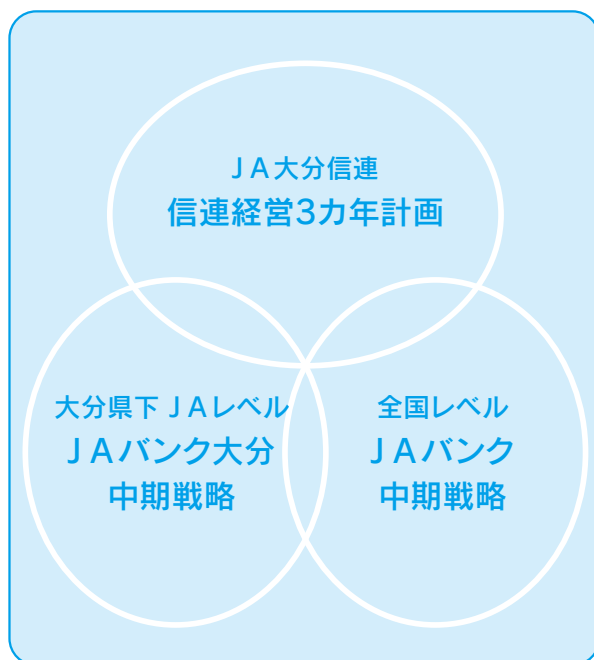 JA大分信連
信連経営3カ年計画
大分県下 JAレベル
JAバンク大分
中期戦略
全国レベル
JAバンク
中期戦略